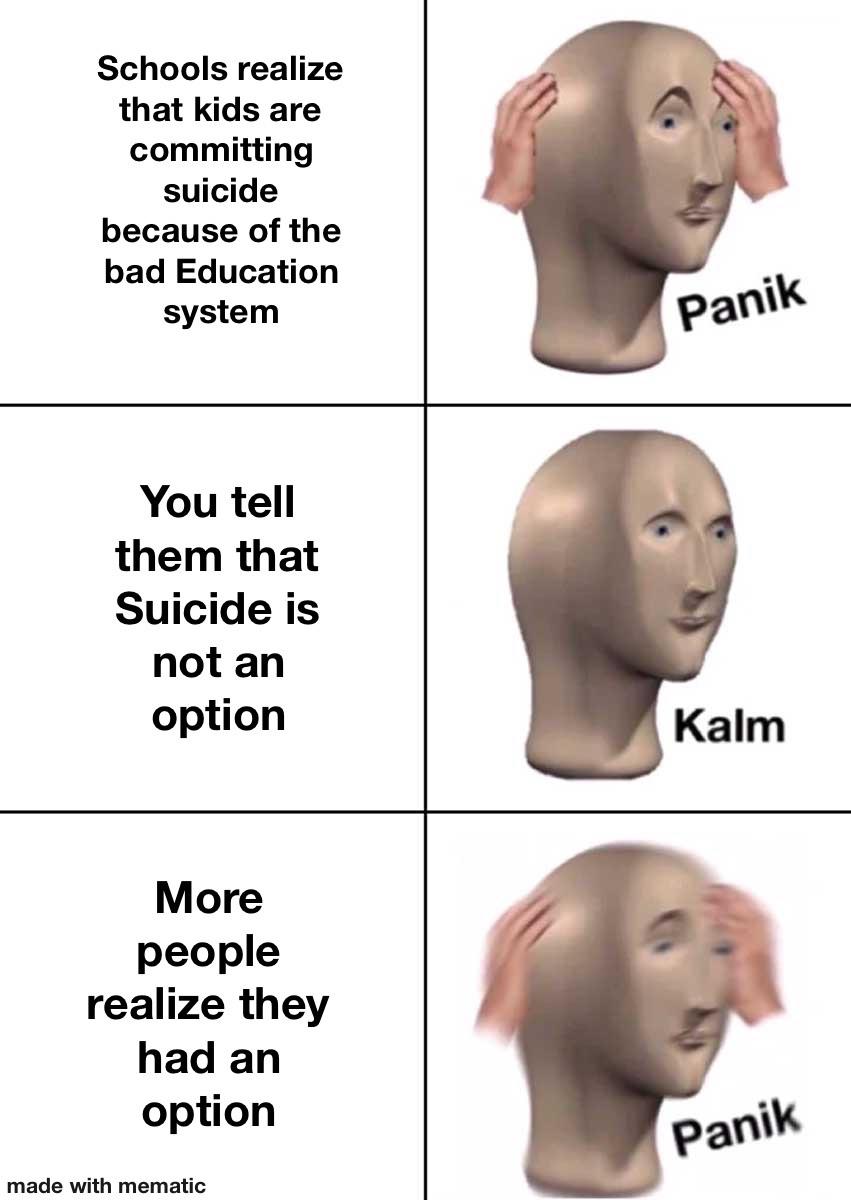 Schools realize
that kids are
committing
suicide
because of the
bad Education
system
Panik
You tell
them that
Suicide is
not an
option
Kalm
More
people
realize they
had an
option
Panik
made with mematic